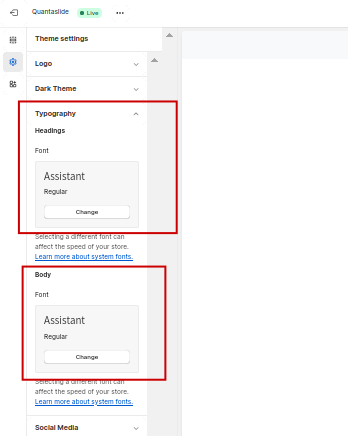 Quantaslide
Live
Theme settings
Logo
Dark Theme
Typography
Headings
Font
Assistant
Regular
Change
Selecting a different font can
affect the speed of your store.
Learn more about system fonts.
Body
Font
Assistant
Regular
Change
Selecting a different font can
affect the speed of your store.
Learn more about system fonts.
Social Media